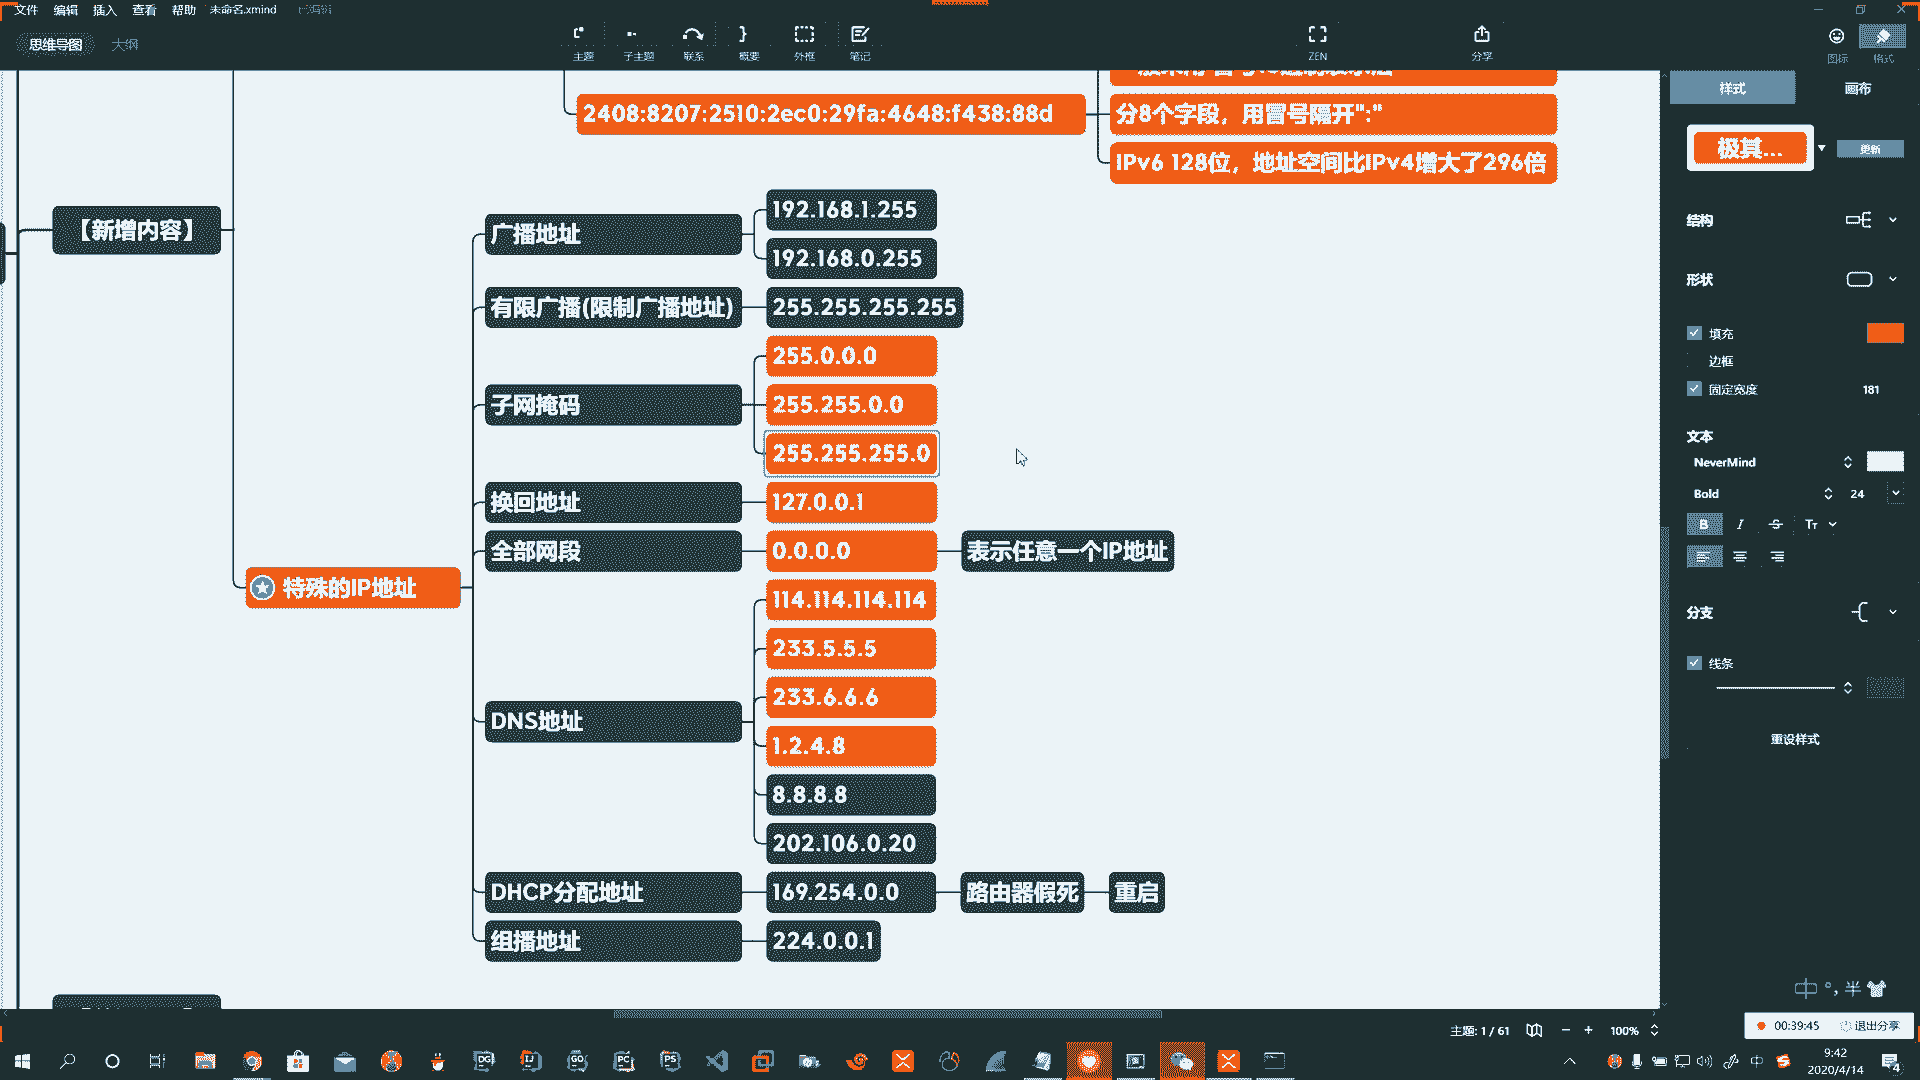 文件 编辑 插入 查看 帮助 未命名.xmind 已编辑
思维导图 大纲
主题 子主题 联系 概要 外框 笔记 ZEN 分享 图标 格式
2408:8207:2510:2ec0:29fa:4648:f438:88d
分8个字段，用冒号隔开":"
IPv6 128位，地址空间比IPv4增大了296倍
【新增内容】
特殊的IP地址
广播地址
192.168.1.255
192.168.0.255
有限广播(限制广播地址)
255.255.255.255
子网掩码
255.0.0.0
255.255.0.0
255.255.255.0
换回地址
127.0.0.1
全部网段
0.0.0.0
表示任意一个IP地址
DNS地址
114.114.114.114
233.5.5.5
233.6.6.6
1.2.4.8
8.8.8.8
202.106.0.20
DHCP分配地址
169.254.0.0
路由器假死
重启
组播地址
224.0.0.1
样式 画布
极其...
更新
结构
形状
填充
边框
固定宽度 181
文本
NeverMind
Bold 24
B I S Tт
分支
线条
重设样式
中 °, 半
主题: 1 / 61 100%
00:39:45 退出分享
DG IJ GO PC PS
中
9:42
2020/4/14
4